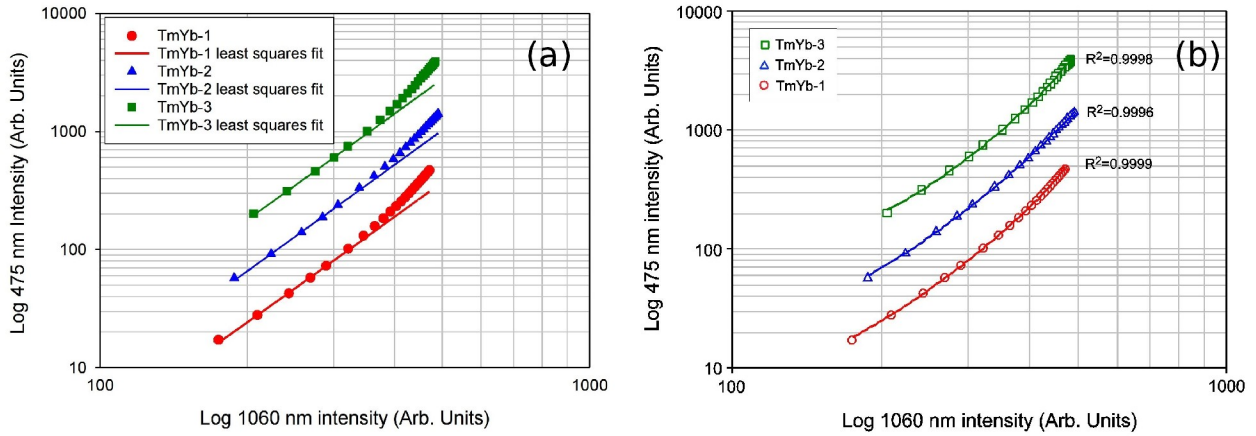 10000
1000
100
10
100
1000
Log 475 nm Intensity (Arb. Units)
Log 1060 nm intensity (Arb. Units)
TmYb-1
TmYb-1 least squares fit
TmYb-2
TmYb-2 least squares fit
TmYb-3
TmYb-3 least squares fit
(a)
10000
1000
100
10
100
1000
Log 475 nm intensity (Arb. Units)
Log 1060 nm intensity (Arb. Units)
TmYb-3
TmYb-2
TmYb-1
(b)
R²=0.9998
R²=0.9996
R²=0.9999